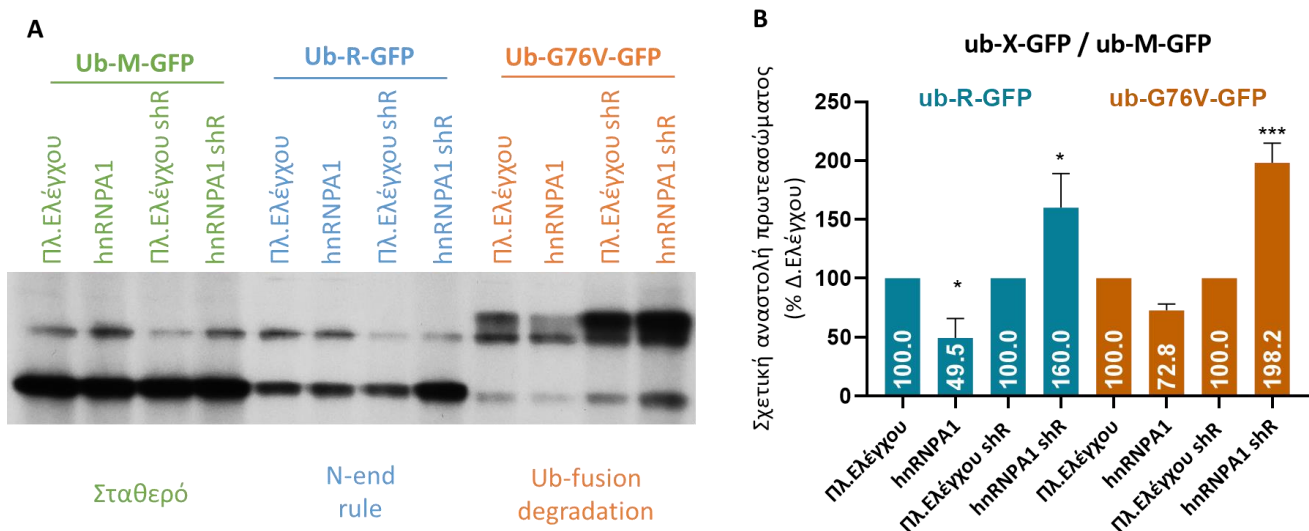 A
Ub-M-GFP
Ub-R-GFP
Ub-G76V-GFP
Πλ.Ελέγχου
hnRNPA1
Πλ.Ελέγχου shR
hnRNPA1 shR
Πλ.Ελέγχου
hnRNPA1
Πλ.Ελέγχου shR
hnRNPA1 shR
Πλ.Ελέγχου
hnRNPA1
Πλ.Ελέγχου shR
hnRNPA1 shR
Σταθερό
N-end
rule
Ub-fusion
degradation
B
ub-X-GFP / ub-M-GFP
ub-R-GFP
ub-G76V-GFP
Σχετική αναστολή πρωτεασώματος
(% Δ.Ελέγχου)
250
200
150
100
50
0
100.0
*
49.5
100.0
*
160.0
100.0
72.8
100.0
***
198.2
Πλ.Ελέγχου
hnRNPA1
Πλ.Ελέγχου shR
hnRNPA1 shR
Πλ.Ελέγχου
hnRNPA1
Πλ.Ελέγχου shR
hnRNPA1 shR